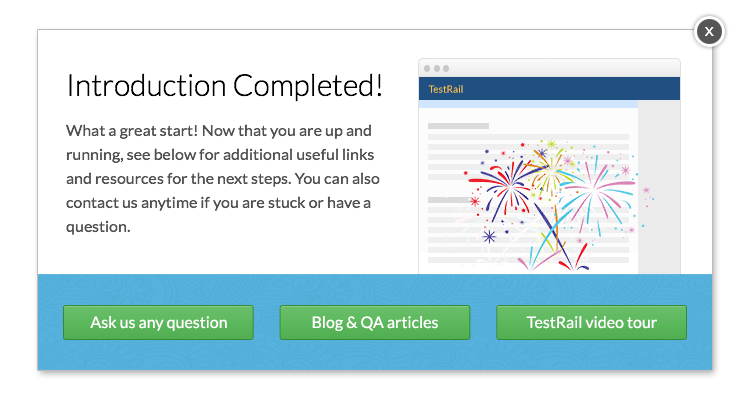 X
Introduction Completed!
TestRail
What a great start! Now that you are up and
running, see below for additional useful links
and resources for the next steps. You can also
contact us anytime if you are stuck or have a
question.
Ask us any question
Blog & QA articles
TestRail video tour